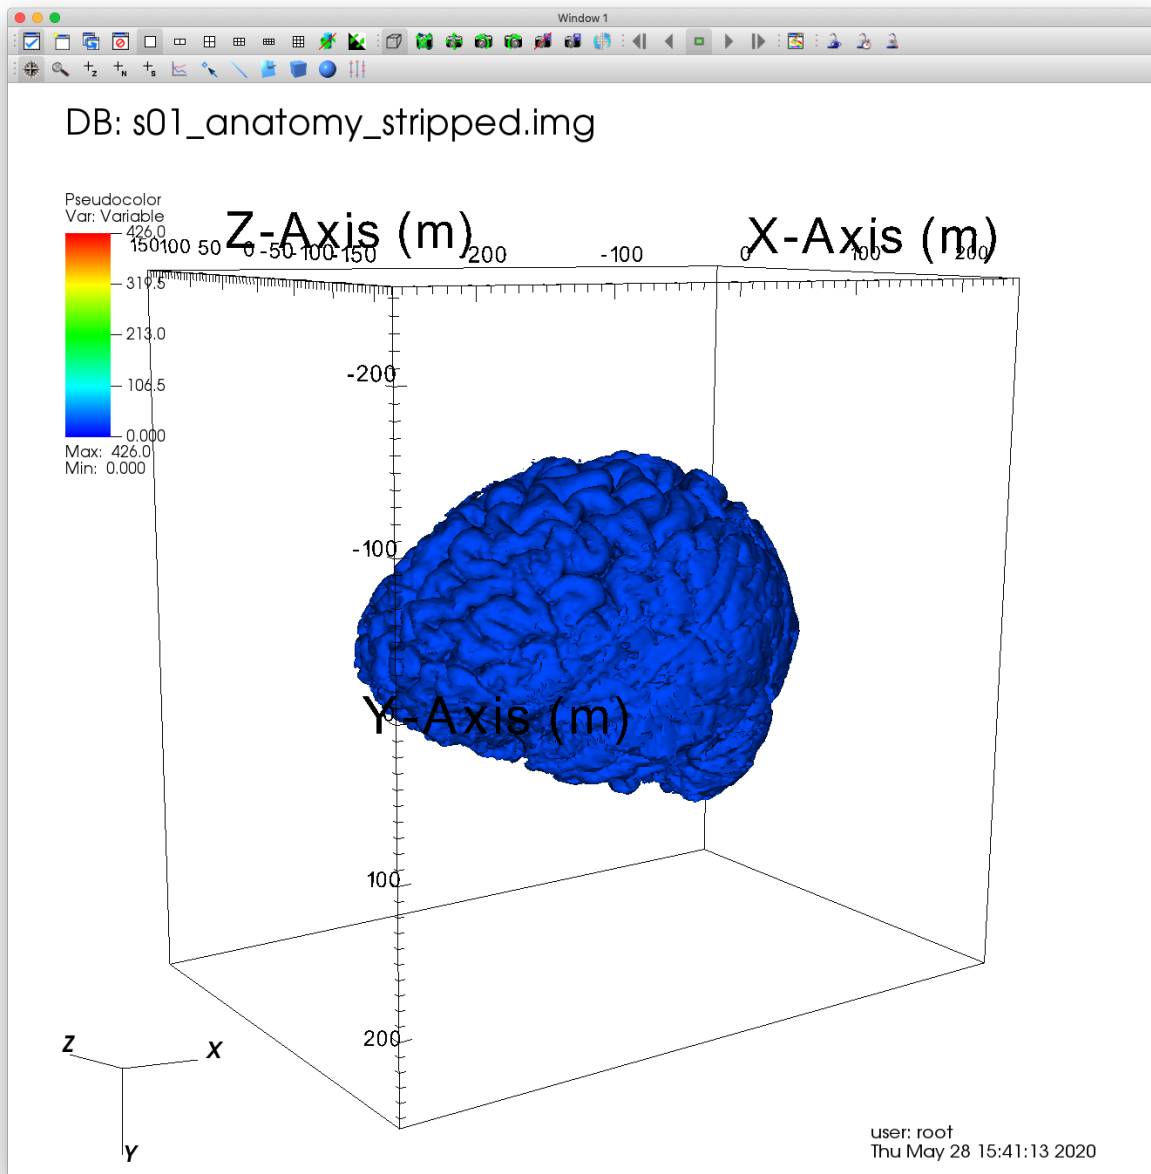 Window 1
DB: s01_anatomy_stripped.img
Pseudocolor
Var: Variable
426.0
319.5
213.0
106.5
0.000
Max: 426.0
Min: 0.000
Z-Axis (m)
X-Axis (m)
150 100 50 0 -50 -100 -150
-200 -100 0 100 200
-200
-100
0
Y-Axis (m)
100
200
Z
X
Y
user: root
Thu May 28 15:41:13 2020